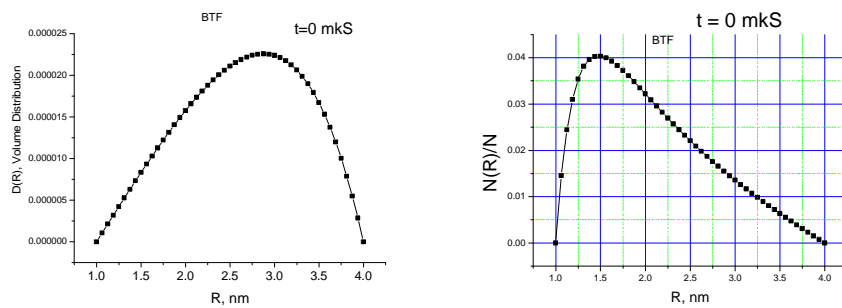 BTF
t=0 mkS
D(R), Volume Distribution
0.000025
0.000020
0.000015
0.000010
0.000005
0.000000
1.0 1.5 2.0 2.5 3.0 3.5 4.0
R, nm
t = 0 mkS
BTF
N(R)/N
0.04
0.03
0.02
0.01
0.00
1.0 1.5 2.0 2.5 3.0 3.5 4.0
R, nm